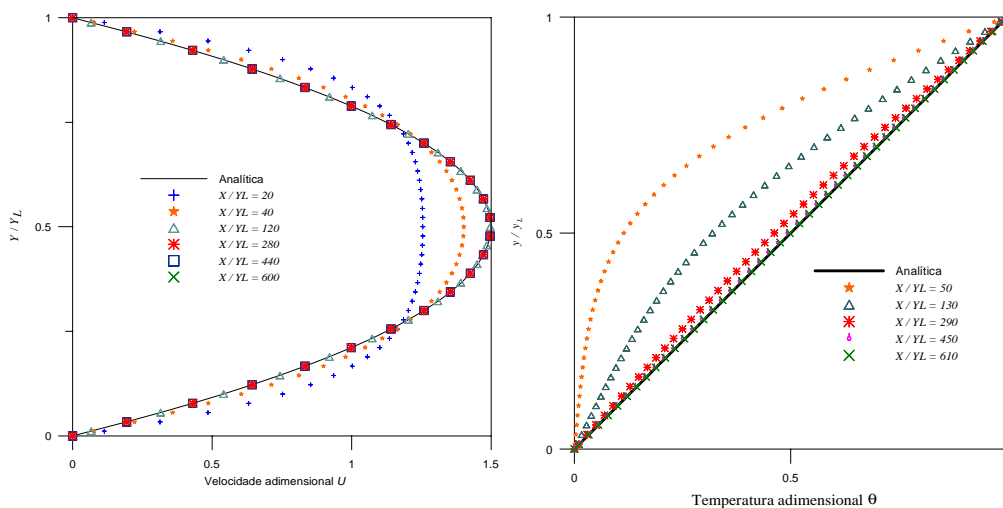 1
0.5
0
Y / Y_L
Analítica
X / YL = 20
X / YL = 40
X / YL = 120
X / YL = 280
X / YL = 440
X / YL = 600
0
0.5
1
1.5
Velocidade adimensional U
1
0.5
0
y / y_L
Analítica
X / YL = 50
X / YL = 130
X / YL = 290
X / YL = 450
X / YL = 610
0
0.5
Temperatura adimensional θ